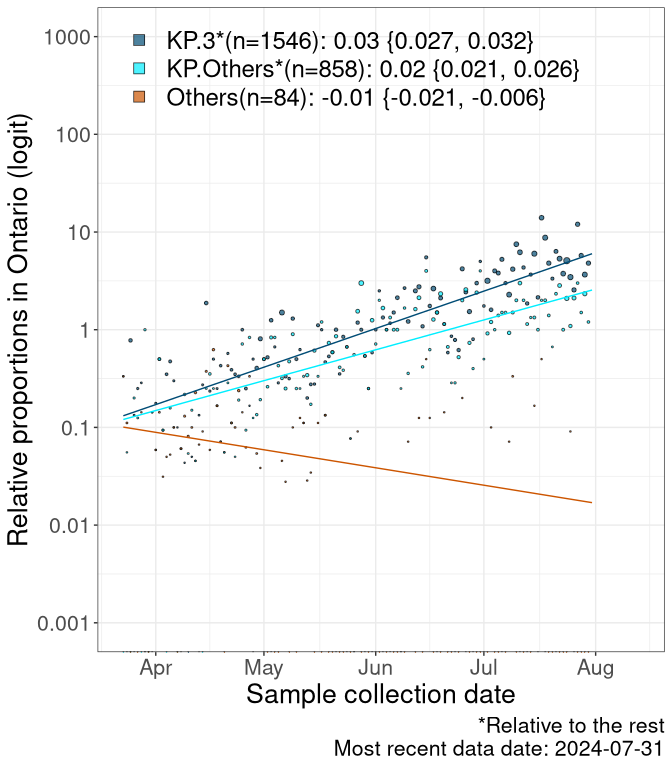 KP.3*(n=1546): 0.03 {0.027, 0.032}
KP.Others*(n=858): 0.02 {0.021, 0.026}
Others(n=84): -0.01 {-0.021, -0.006}
Relative proportions in Ontario (logit)
1000
100
10
1
0.1
0.01
0.001
Apr May Jun Jul Aug
Sample collection date
*Relative to the rest
Most recent data date: 2024-07-31